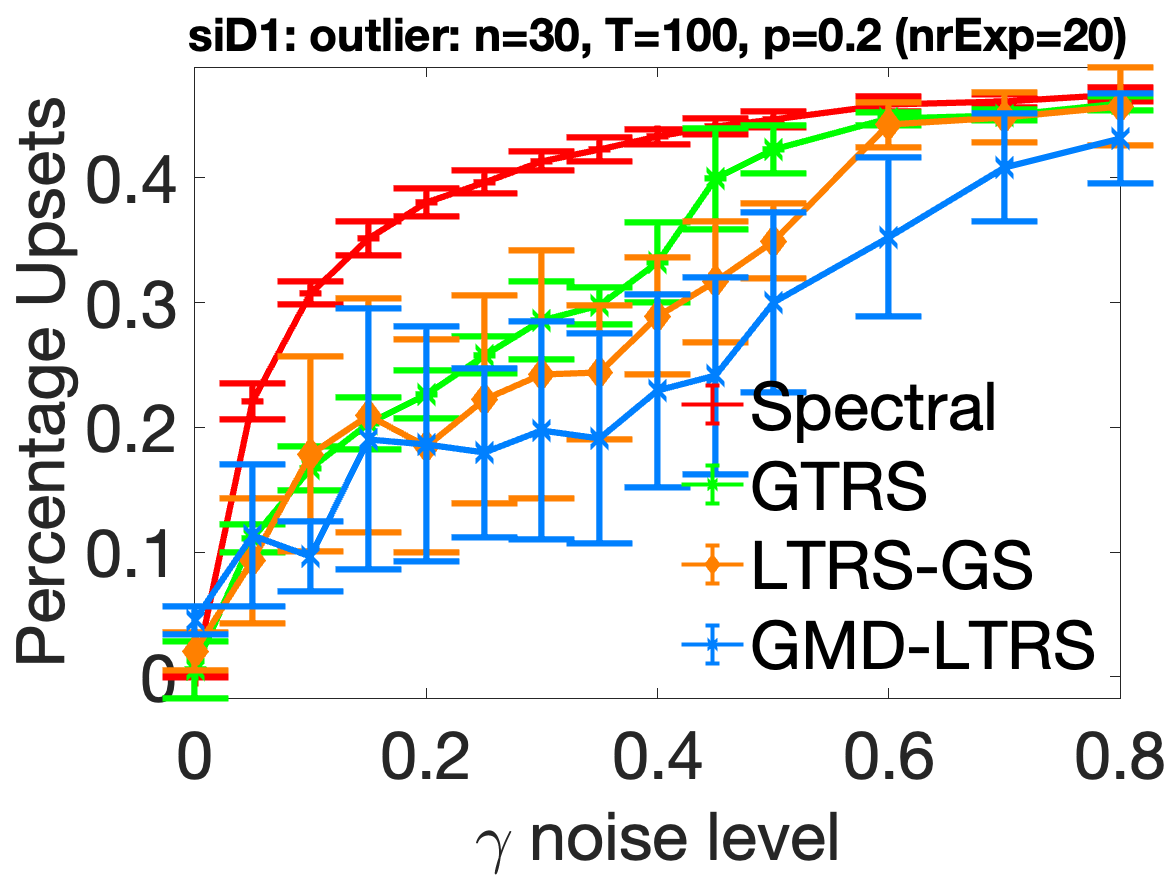 siD1: outlier: n=30, T=100, p=0.2 (nrExp=20)
Percentage Upsets
0.4
0.3
0.2
0.1
0
Spectral
GTRS
LTRS-GS
GMD-LTRS
0 0.2 0.4 0.6 0.8
γ noise level